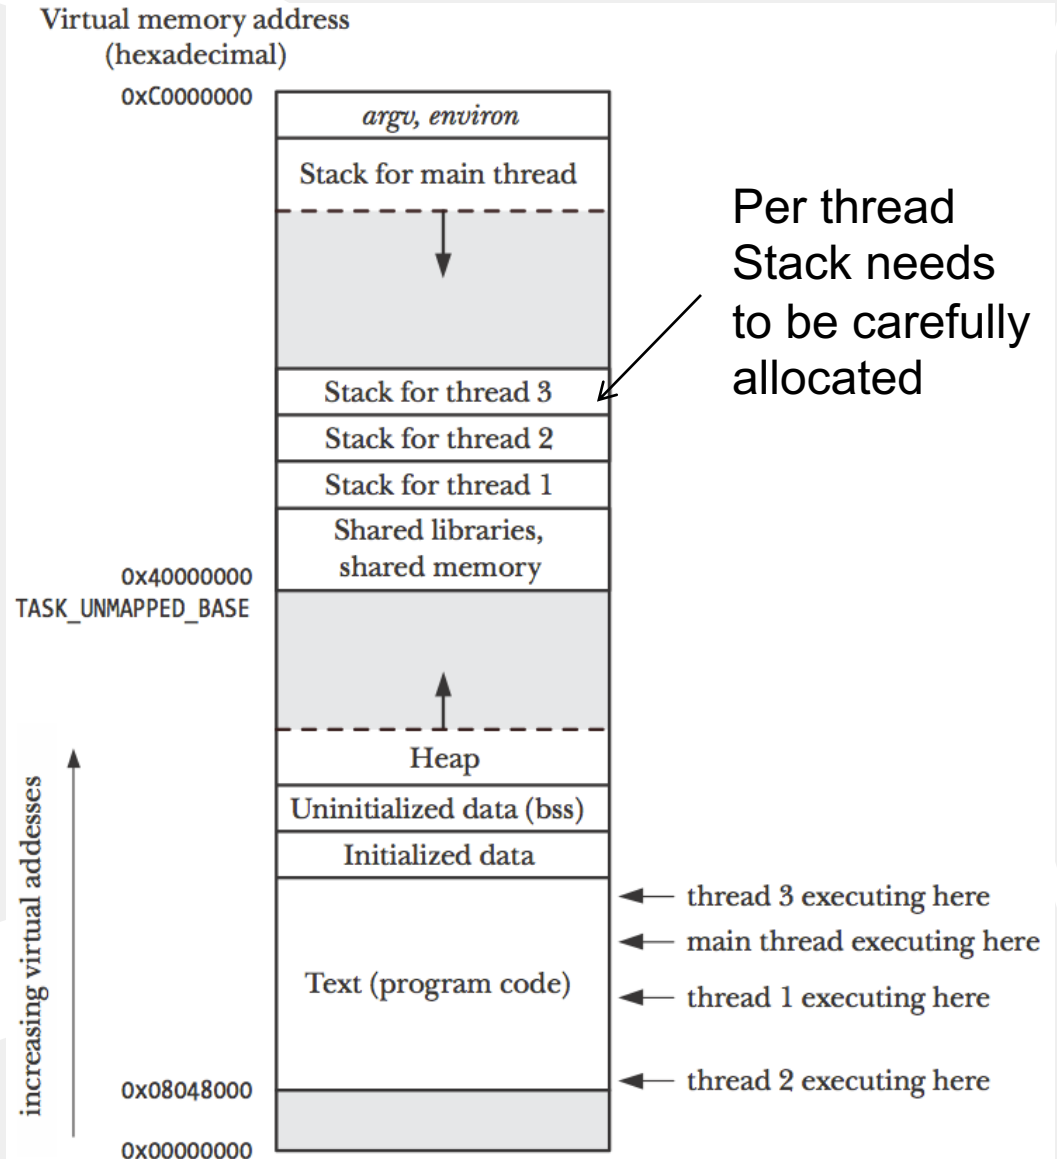 Virtual memory address
(hexadecimal)
0xC0000000
argv, environ
Stack for main thread
Per thread
Stack needs
to be carefully
allocated
Stack for thread 3
Stack for thread 2
Stack for thread 1
Shared libraries,
shared memory
0x40000000
TASK_UNMAPPED_BASE
Heap
Uninitialized data (bss)
Initialized data
increasing virtual addesses
thread 3 executing here
main thread executing here
Text (program code)
thread 1 executing here
thread 2 executing here
0x08048000
0x00000000